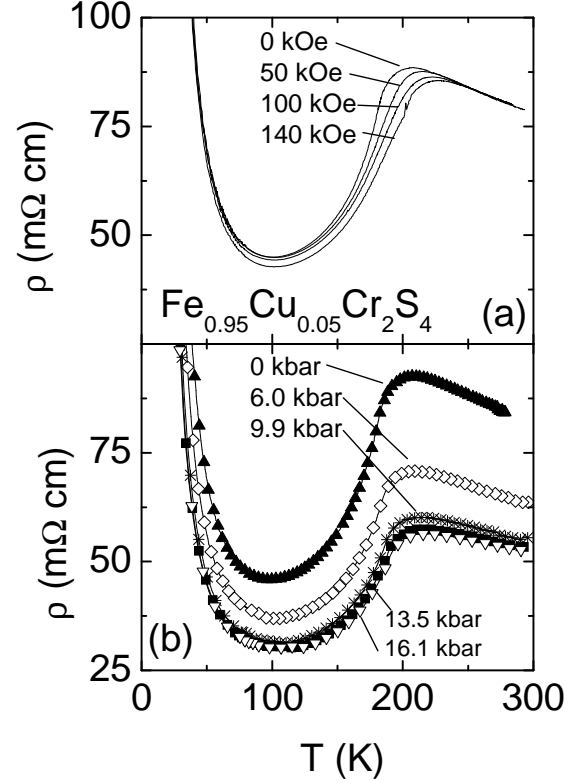 100
75
50
ρ (mΩ cm)
0 kOe
50 kOe
100 kOe
140 kOe
(a)
Fe0.95Cu0.05Cr2S4
75
50
25
ρ (mΩ cm)
0 kbar
6.0 kbar
9.9 kbar
13.5 kbar
16.1 kbar
(b)
0 100 200 300
T (K)